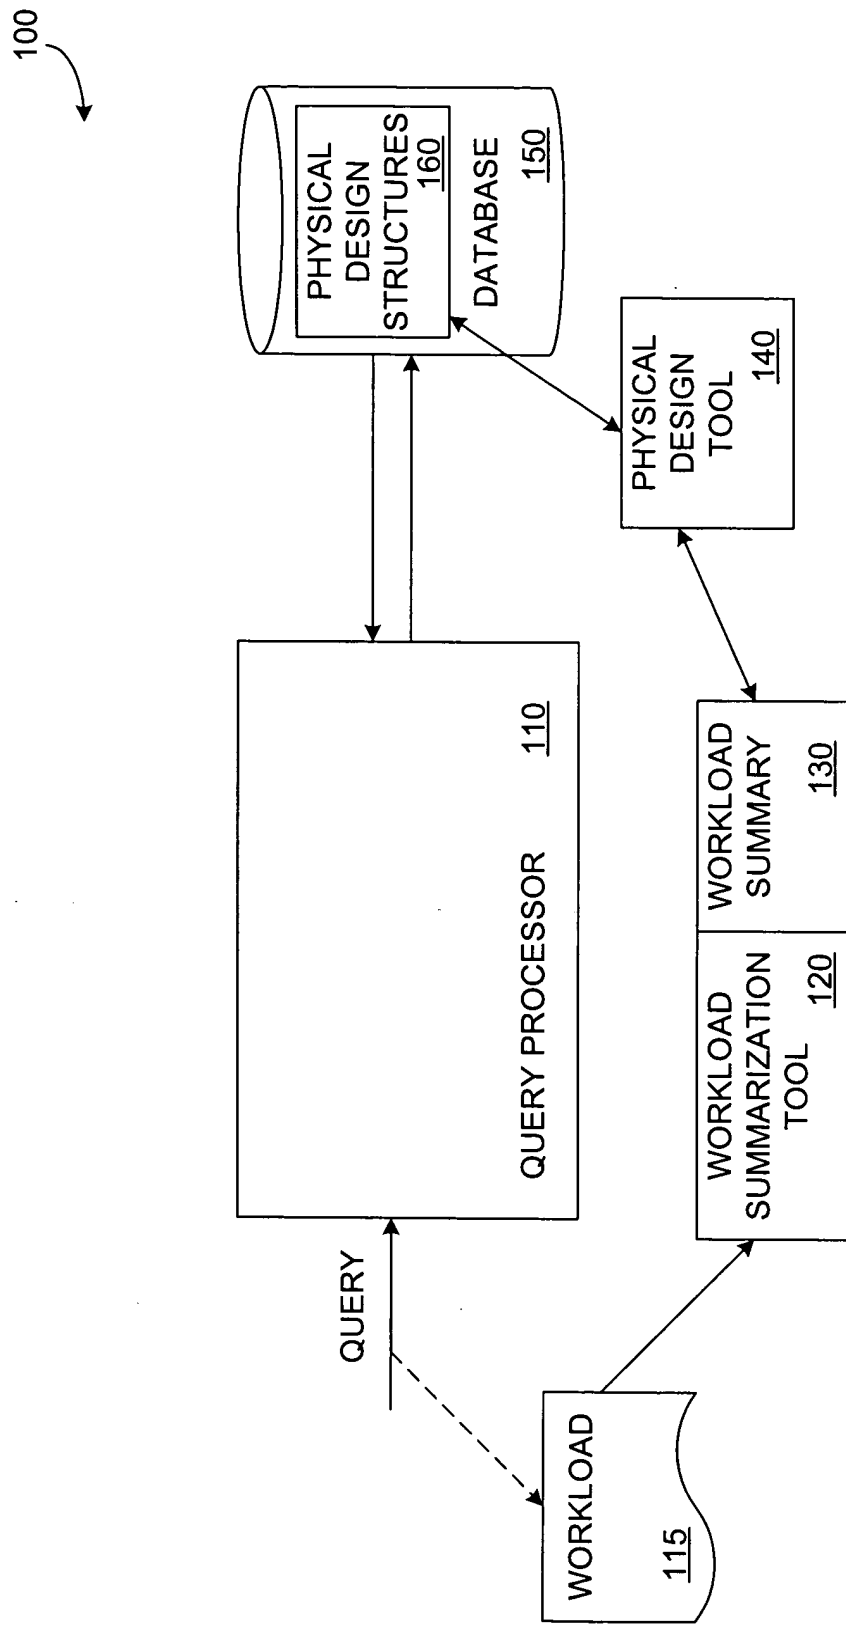 100
QUERY
QUERY PROCESSOR
110
PHYSICAL
DESIGN
STRUCTURES
160
DATABASE
150
WORKLOAD
115
WORKLOAD
SUMMARIZATION
TOOL
120
WORKLOAD
SUMMARY
130
PHYSICAL
DESIGN
TOOL
140